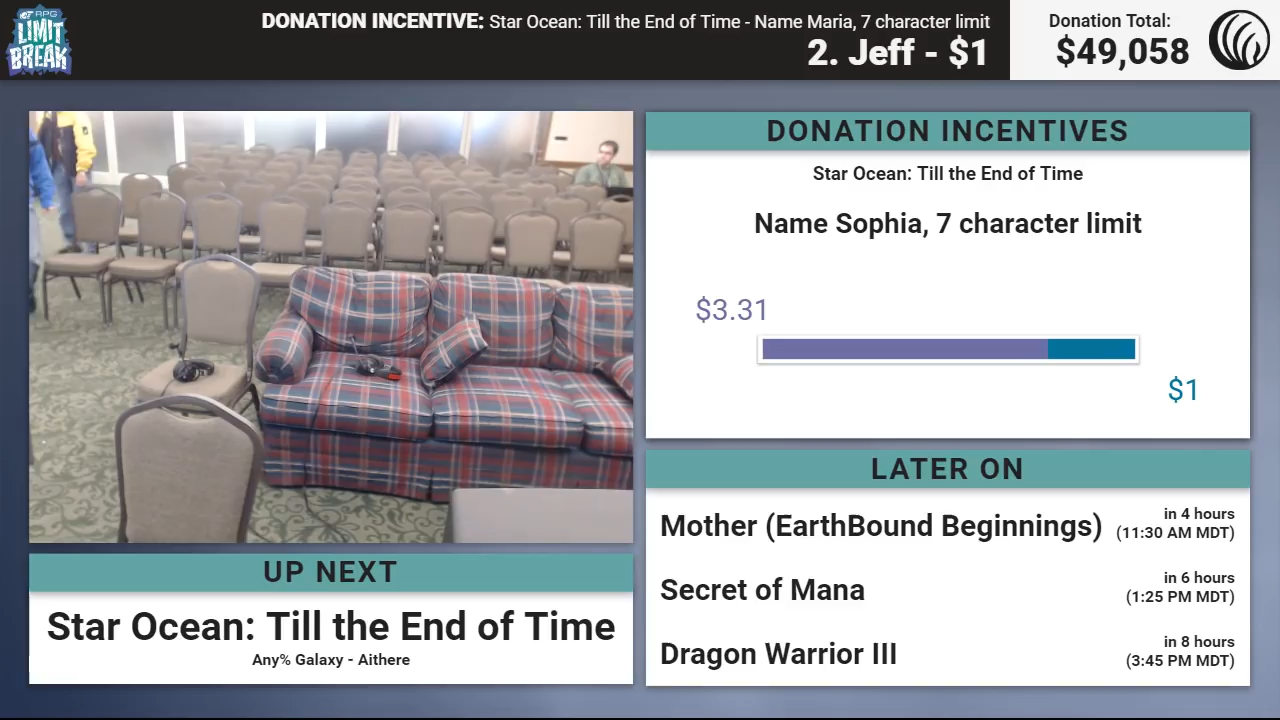 RPG
LIMIT
BREAK
DONATION INCENTIVE: Star Ocean: Till the End of Time - Name Maria, 7 character limit
2. Jeff - $1
Donation Total:
$49,058
DONATION INCENTIVES
Star Ocean: Till the End of Time
Name Sophia, 7 character limit
$3.31
$1
UP NEXT
Star Ocean: Till the End of Time
Any% Galaxy - Aithere
LATER ON
Mother (EarthBound Beginnings)
in 4 hours
(11:30 AM MDT)
Secret of Mana
in 6 hours
(1:25 PM MDT)
Dragon Warrior III
in 8 hours
(3:45 PM MDT)